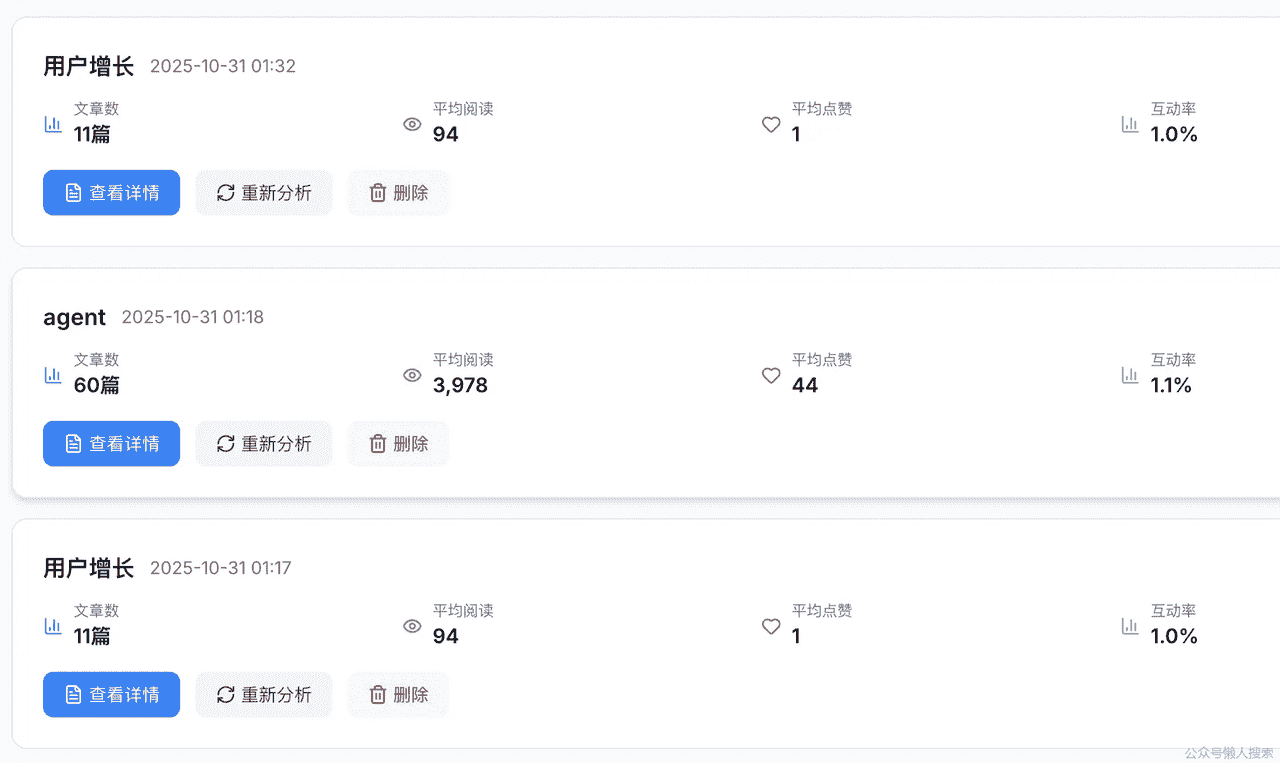 用户增长 2025-10-31 01:32
文章数 平均阅读 平均点赞 互动率
11篇 94 1 1.0%
查看详情 重新分析 删除
agent 2025-10-31 01:18
文章数 平均阅读 平均点赞 互动率
60篇 3,978 44 1.1%
查看详情 重新分析 删除
用户增长 2025-10-31 01:17
文章数 平均阅读 平均点赞 互动率
11篇 94 1 1.0%
查看详情 重新分析 删除
公众号懒人搜索